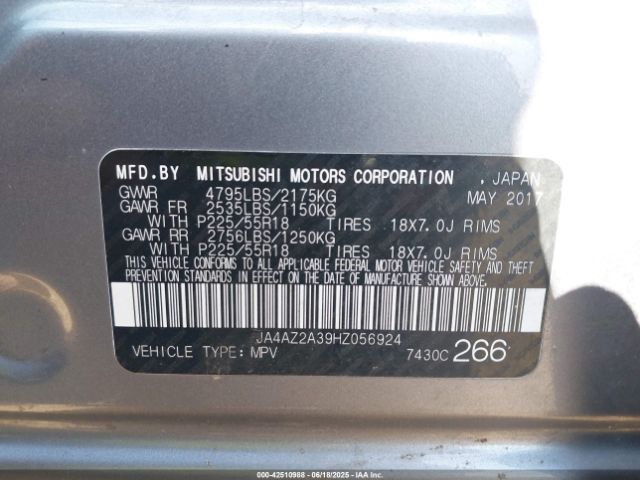 MFD.BY MITSUBISHI MOTORS CORPORATION , JAPAN
GVWR 4795LBS/2175KG MAY 2017
GAWR FR 2535LBS/1150KG
WITH P225/55R18 TIRES 18X7.0J RIMS
GAWR RR 2756LBS/1250KG
WITH P225/55R18 TIRES 18X7.0J RIMS
THIS VEHICLE CONFORMS TO ALL APPLICABLE FEDERAL MOTOR VEHICLE SAFETY AND THEFT
PREVENTION STANDARDS IN EFFECT ON THE DATE OF MANUFACTURE SHOWN ABOVE.
JA4AZ2A39HZ056924
VEHICLE TYPE: MPV 7430C 266
000-42510988 - 06/18/2025 - IAAI.COM